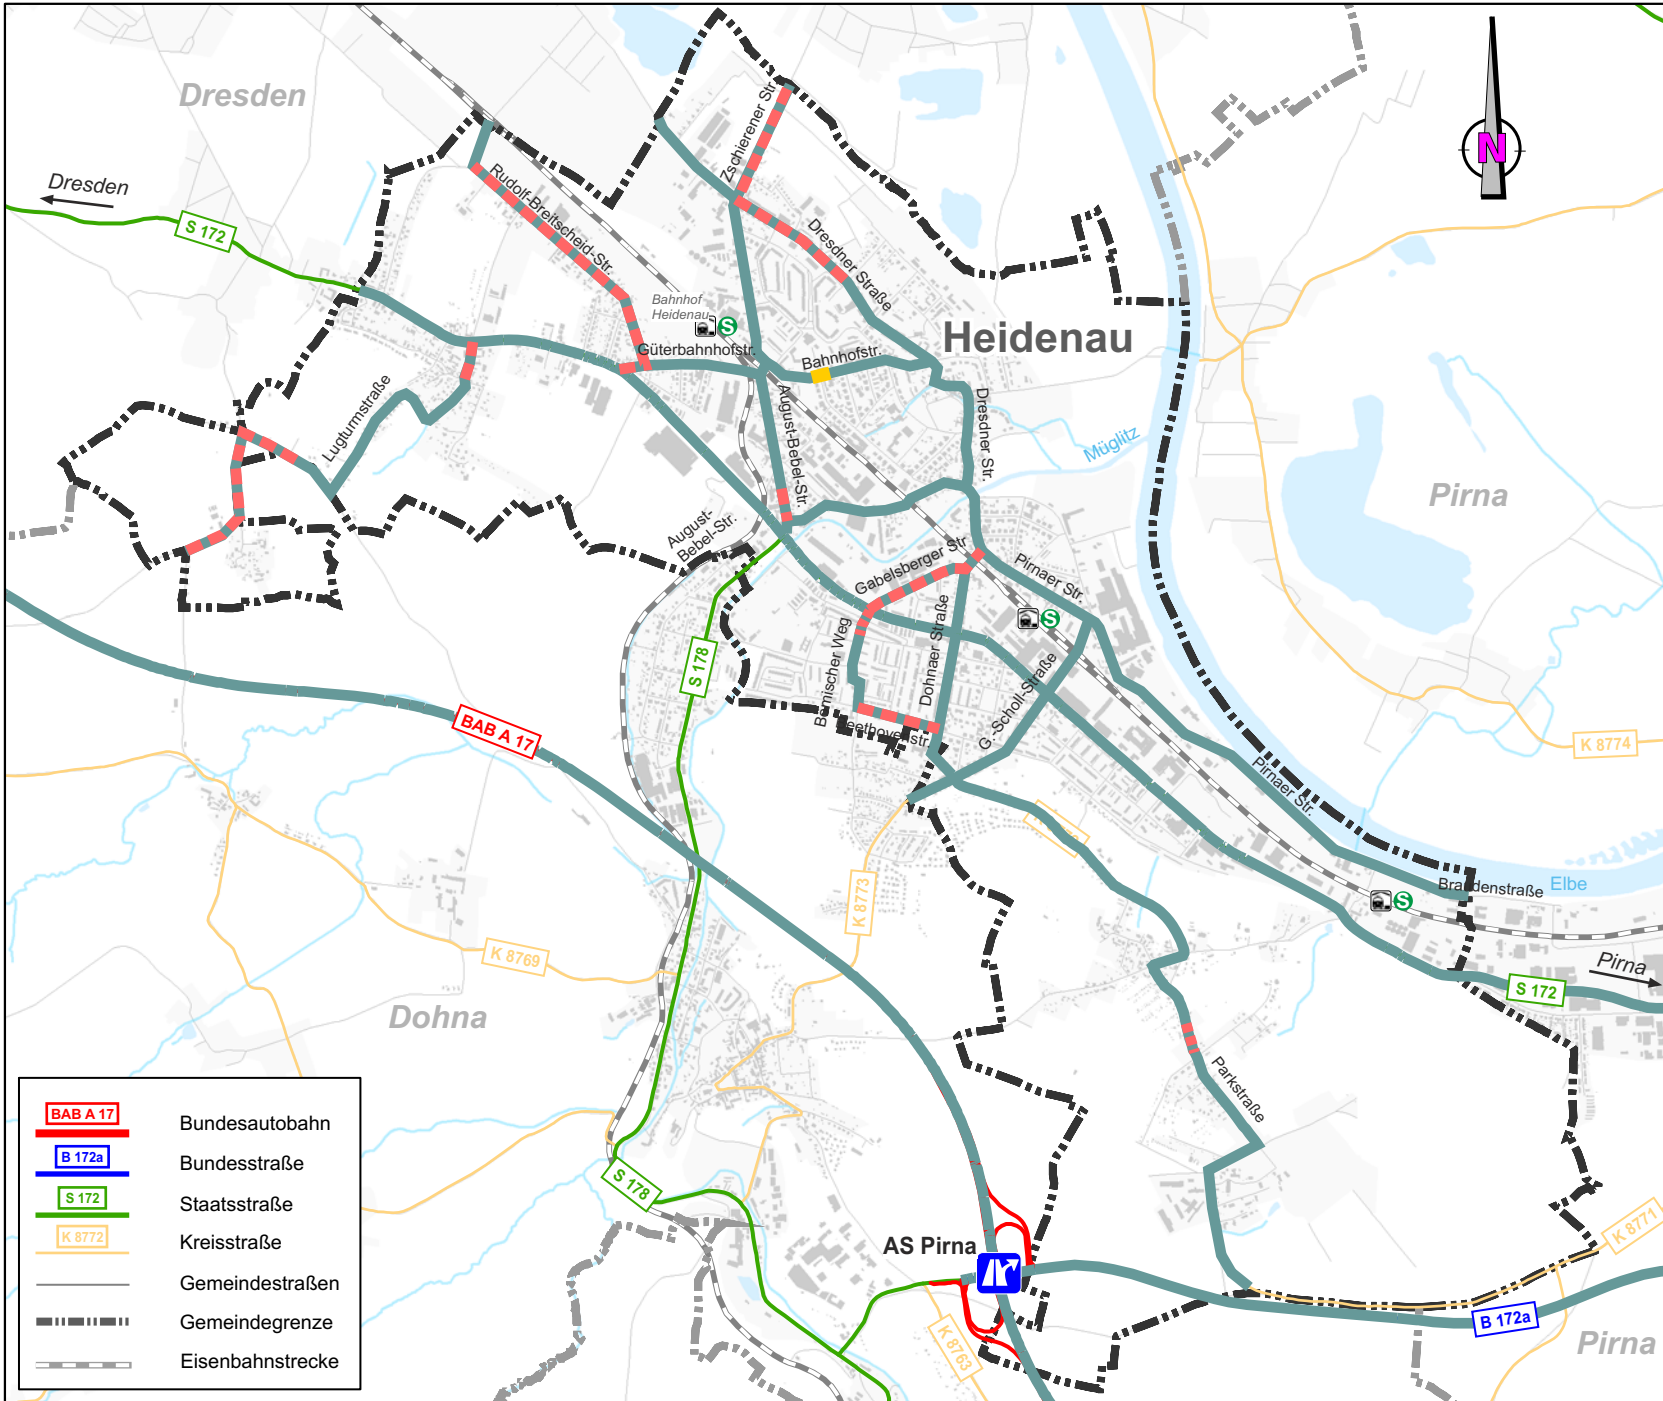 Dresden
Dresden
S 172
Zschierener Str.
N
Rudolf-Breitscheid-Str.
Dresdner Straße
Bahnhof
Heidenau
S
Heidenau
Güterbahnhofstr.
Bahnhofstr.
Lugturmstraße
August-Bebel-Str.
Dresdner Str.
Müglitz
Pirna
August-
Bebel-Str.
Gabelsberger Str
Pirnaer Str.
S
S 178
Bömischer Weg
Dohnaer Straße
G.-Scholl-Straße
BAB A 17
K 8774
Pirnaer Str.
K 8773
Brandenstraße
Elbe
S
K 8769
Pirna
S 172
Dohna
Parkstraße
BAB A 17
Bundesautobahn
B 172a
Bundesstraße
S 172
Staatsstraße
K 8772
Kreisstraße
Gemeindestraßen
Gemeindegrenze
Eisenbahnstrecke
S 178
AS Pirna
K 8771
K 8763
B 172a
Pirna